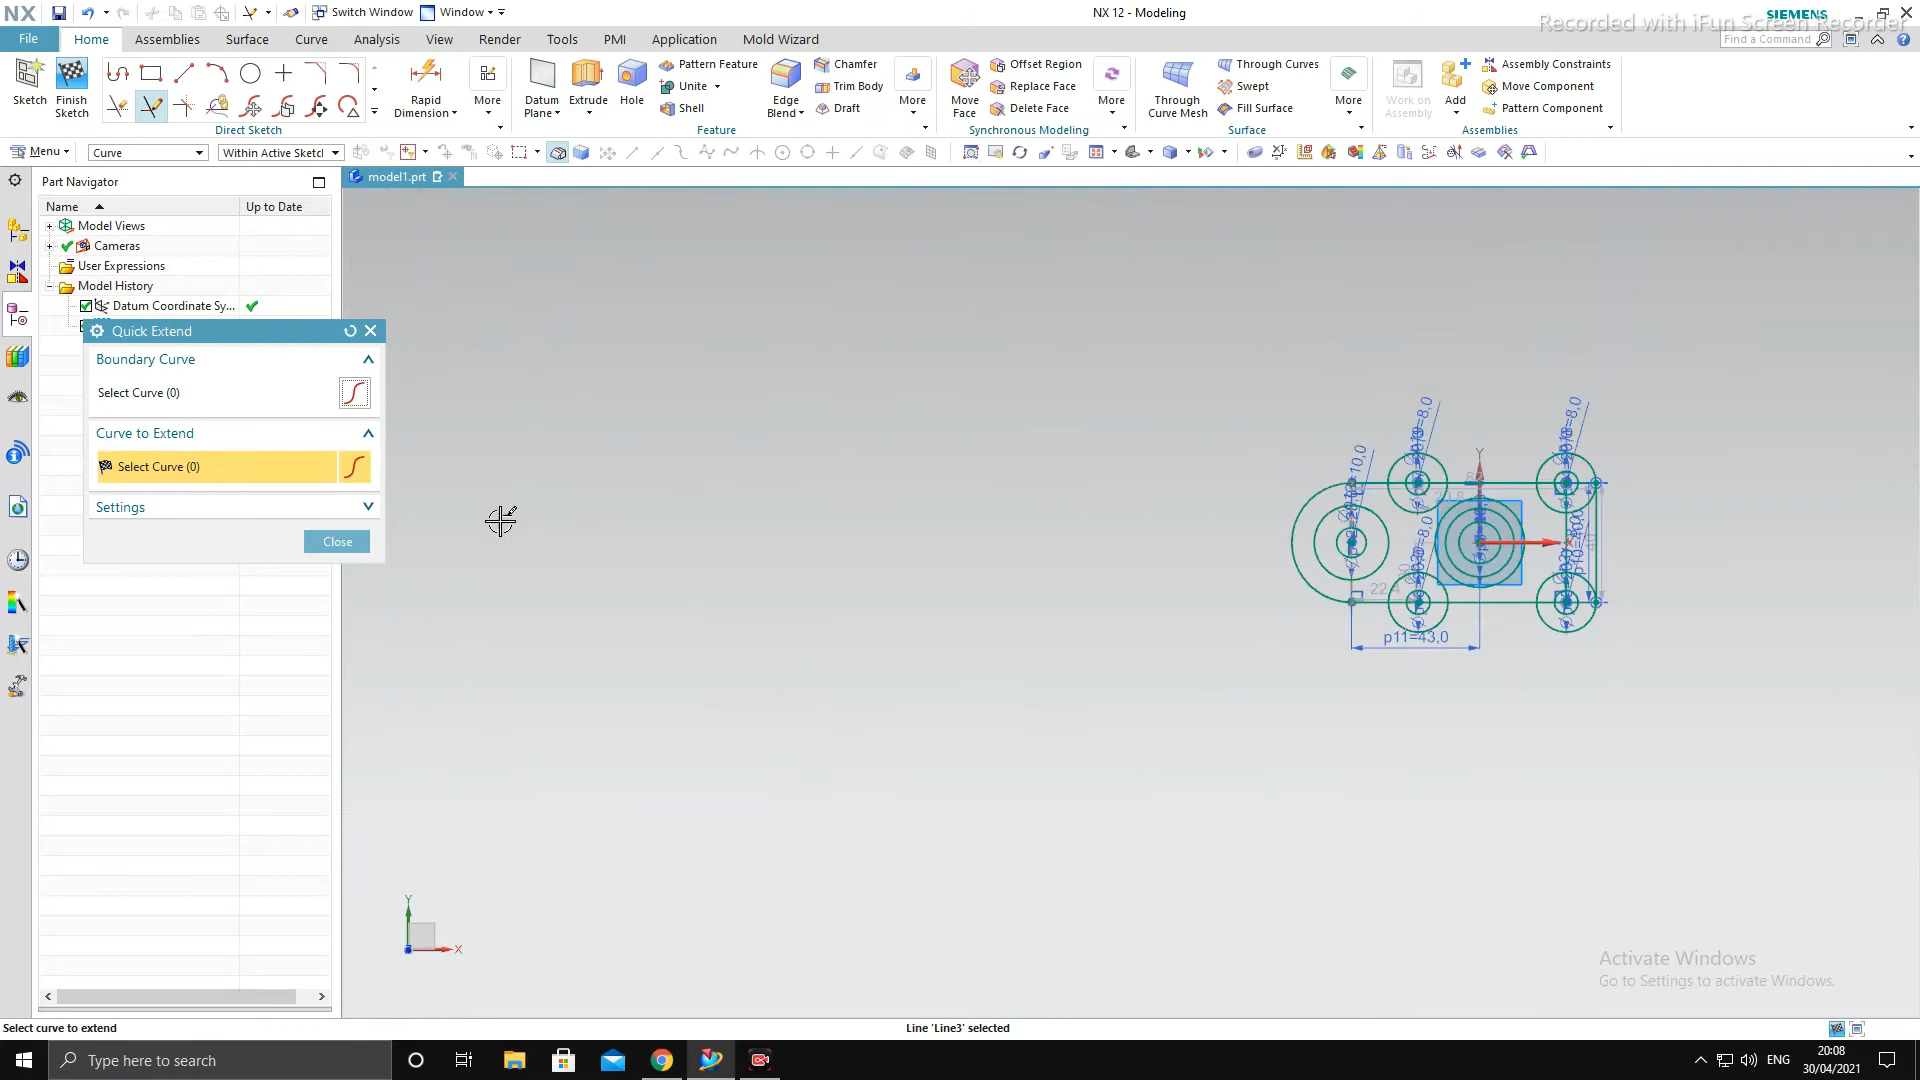 NX
Switch Window
Window
NX 12 - Modeling
SIEMENS
Recorded with iFun Screen Recorder
File
Home
Assemblies
Surface
Curve
Analysis
View
Render
Tools
PMI
Application
Mold Wizard
Find a Command
Sketch
Finish Sketch
Rapid Dimension
More
Direct Sketch
Datum Plane
Extrude
Hole
Pattern Feature
Unite
Shell
Edge Blend
Chamfer
Trim Body
Draft
More
Feature
Move Face
Offset Region
Replace Face
Delete Face
More
Synchronous Modeling
Through Curve Mesh
Through Curves
Swept
Fill Surface
More
Surface
Work on Assembly
Add
Assembly Constraints
Move Component
Pattern Component
Assemblies
Menu
Curve
Within Active Sketcl
Part Navigator
model1.prt
Name
Up to Date
Model Views
Cameras
User Expressions
Model History
Datum Coordinate Sy...
Quick Extend
Boundary Curve
Select Curve (0)
Curve to Extend
Select Curve (0)
Settings
Close
Y
X
p11=43,0
22,4
Y
X
Activate Windows
Go to Settings to activate Windows.
Select curve to extend
Line 'Line3' selected
Type here to search
ENG
20:08
30/04/2021